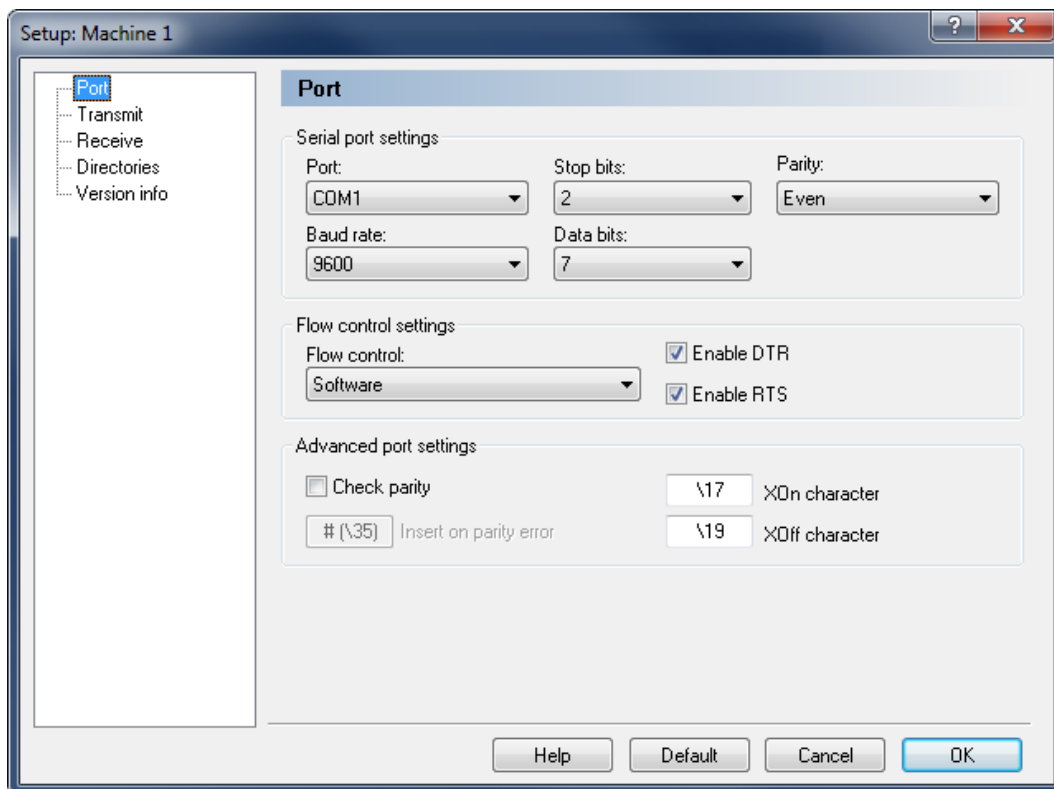 Setup: Machine 1
?
Port
Transmit
Receive
Directories
Version info
Port
Serial port settings
Port: Stop bits: Parity:
COM1 2 Even
Baud rate: Data bits:
9600 7
Flow control settings
Flow control:
Software
Enable DTR
Enable RTS
Advanced port settings
Check parity \17 XOn character
# (\35) Insert on parity error \19 XOff character
Help Default Cancel OK